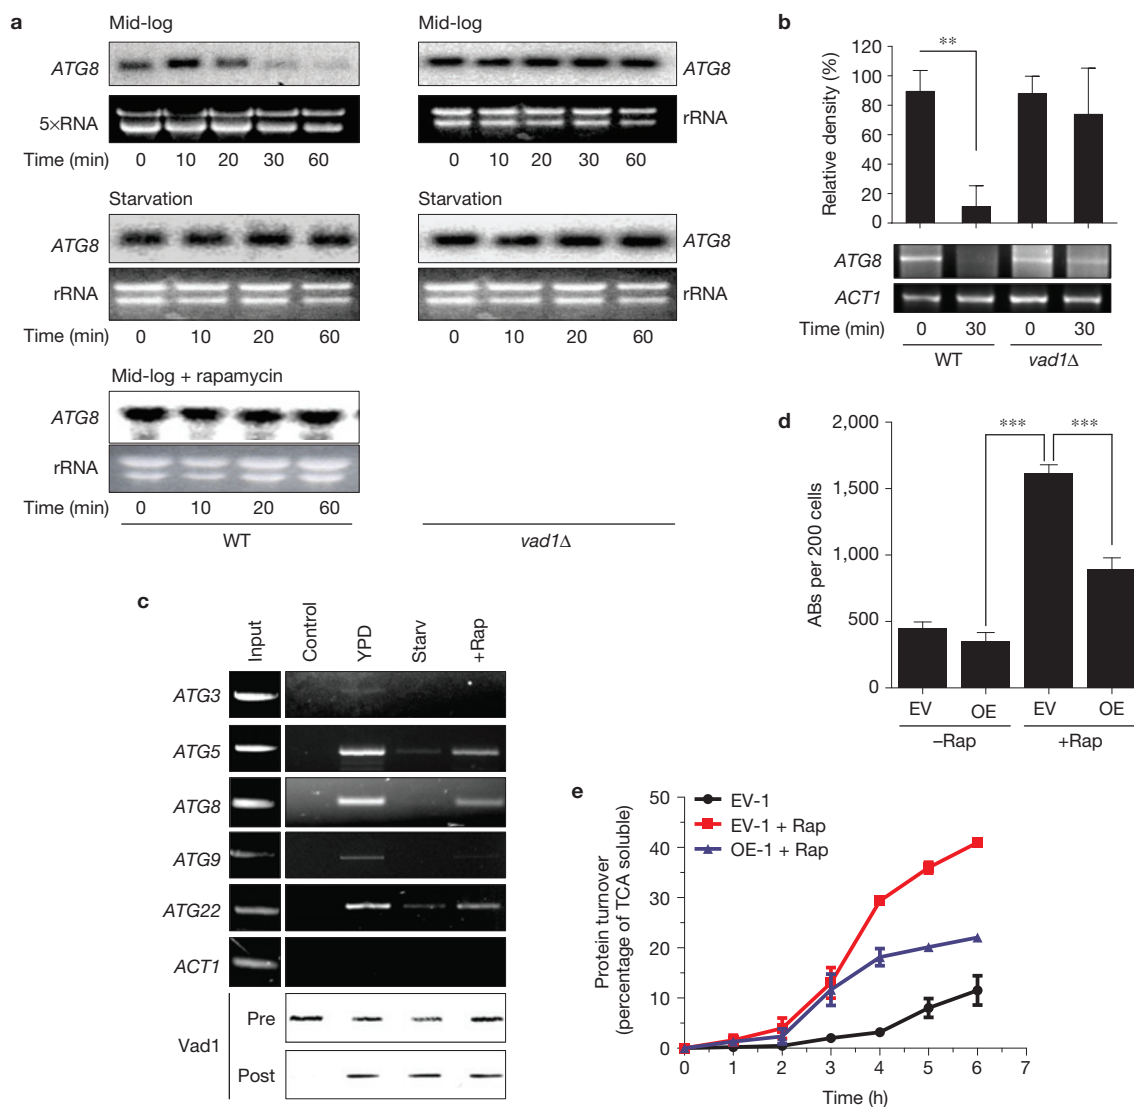 a
Mid-log
ATG8
5×RNA
Time (min) 0 10 20 30 60
Mid-log
ATG8
rRNA
0 10 20 30 60
Starvation
ATG8
rRNA
Time (min) 0 10 20 60
Starvation
ATG8
rRNA
0 10 20 60
Mid-log + rapamycin
ATG8
rRNA
Time (min) 0 10 20 60
WT
vad1Δ
b
**
Relative density (%)
120
100
80
60
40
20
0
ATG8
ACT1
Time (min) 0 30 0 30
WT vad1Δ
c
Input Control YPD Starv +Rap
ATG3
ATG5
ATG8
ATG9
ATG22
ACT1
Vad1
Pre
Post
d
*** ***
ABs per 200 cells
2,000
1,500
1,000
500
0
EV OE EV OE
–Rap +Rap
e
EV-1
EV-1 + Rap
OE-1 + Rap
Protein turnover
(percentage of TCA soluble)
50
40
30
20
10
0
0 1 2 3 4 5 6 7
Time (h)